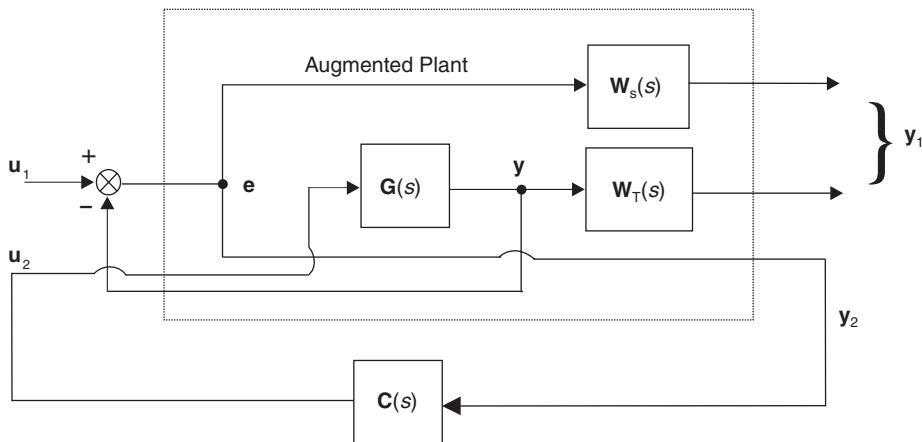 Augmented Plant
W_s(s)
y_1
u_1
+
−
e
G(s)
y
W_T(s)
u_2
y_2
C(s)